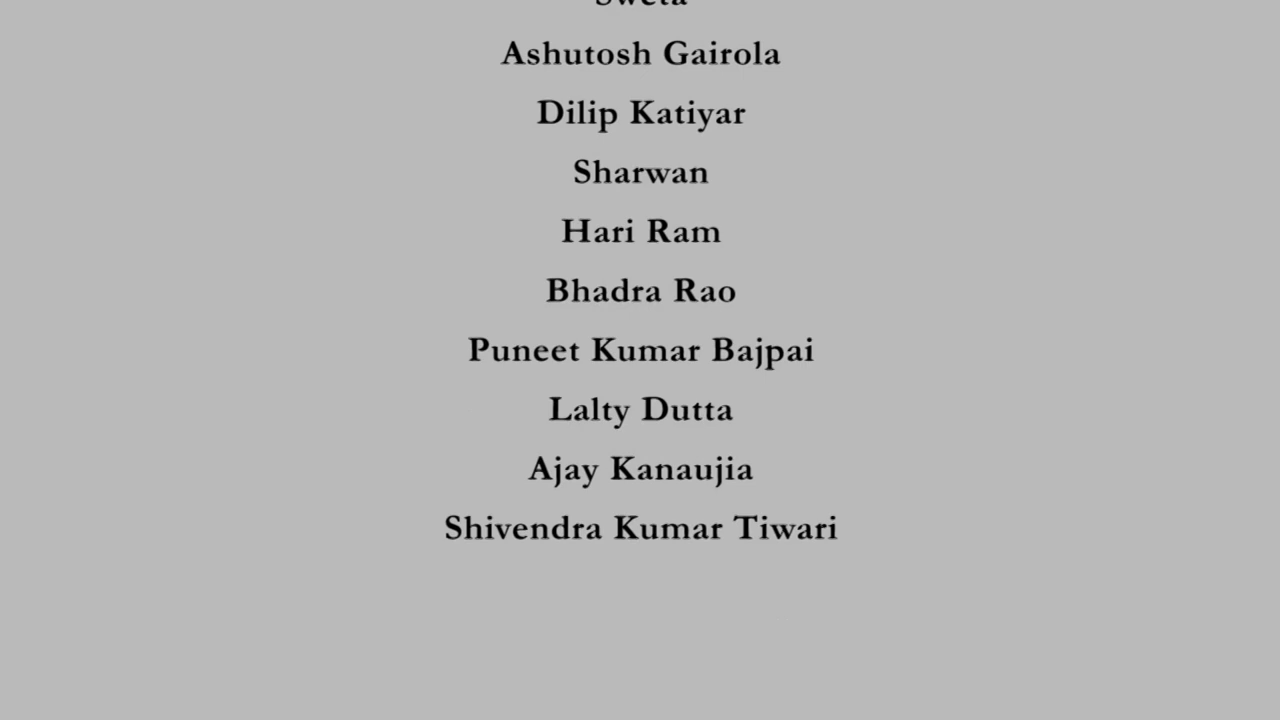 Sweta
Ashutosh Gairola
Dilip Katiyar
Sharwan
Hari Ram
Bhadra Rao
Puneet Kumar Bajpai
Lalty Dutta
Ajay Kanaujia
Shivendra Kumar Tiwari